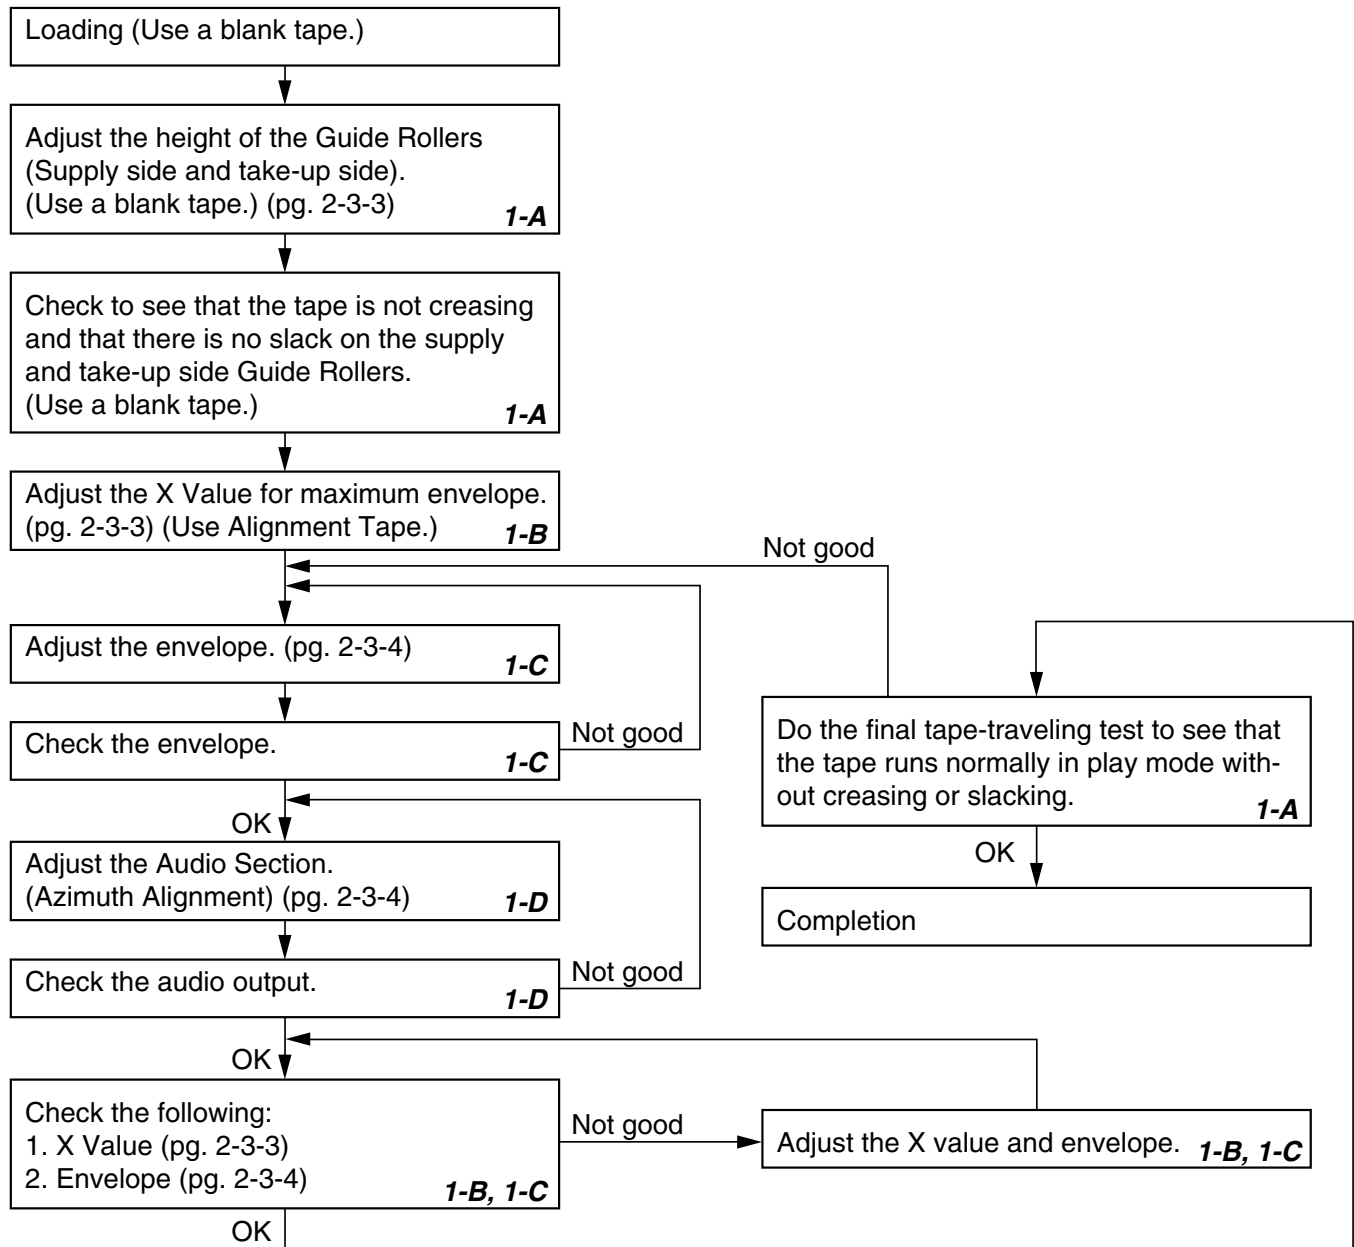 Loading (Use a blank tape.)
Adjust the height of the Guide Rollers
(Supply side and take-up side).
(Use a blank tape.) (pg. 2-3-3)
1-A
Check to see that the tape is not creasing
and that there is no slack on the supply
and take-up side Guide Rollers.
(Use a blank tape.)
1-A
Adjust the X Value for maximum envelope.
(pg. 2-3-3) (Use Alignment Tape.)
1-B
Adjust the envelope. (pg. 2-3-4)
1-C
Check the envelope.
1-C
Not good
OK
Adjust the Audio Section.
(Azimuth Alignment) (pg. 2-3-4)
1-D
Check the audio output.
1-D
Not good
OK
Check the following:
1. X Value (pg. 2-3-3)
2. Envelope (pg. 2-3-4)
1-B, 1-C
Not good
Adjust the X value and envelope.
1-B, 1-C
OK
Not good
Do the final tape-traveling test to see that
the tape runs normally in play mode with-
out creasing or slacking.
1-A
OK
Completion